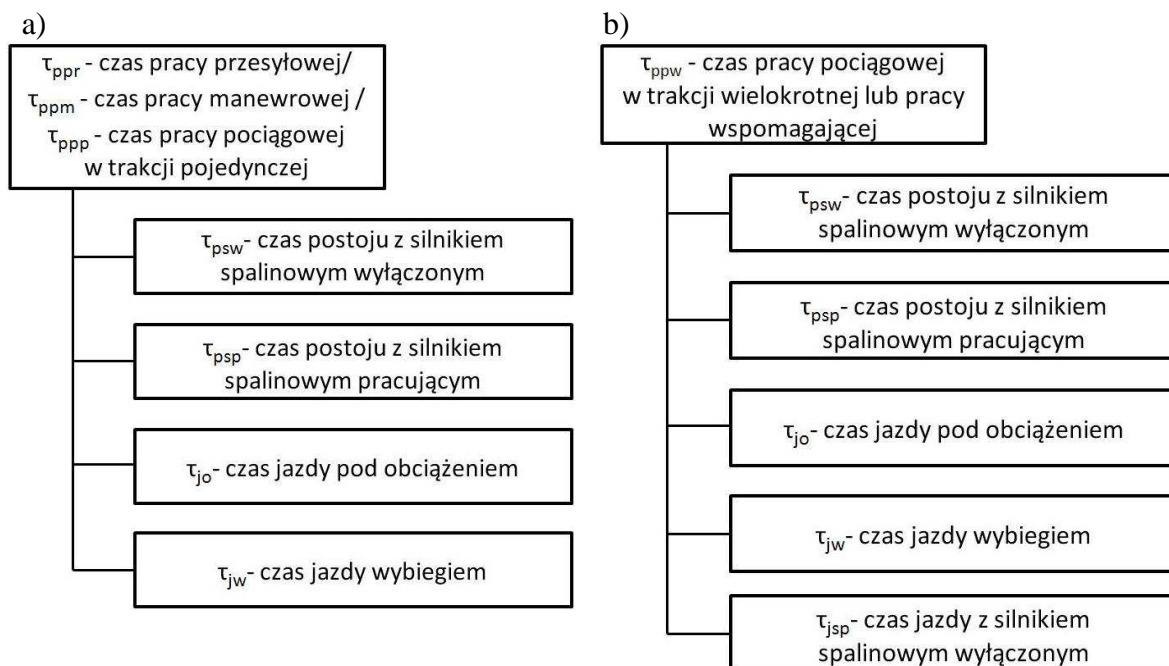 a)
τppr - czas pracy przesyłowej/
τppm - czas pracy manewrowej /
τppp - czas pracy pociągowej
w trakcji pojedynczej
τpsw- czas postoju z silnikiem
spalinowym wyłączonym
τpsp- czas postoju z silnikiem
spalinowym pracującym
τjo- czas jazdy pod obciążeniem
τjw- czas jazdy wybiegiem
b)
τppw - czas pracy pociągowej
w trakcji wielokrotnej lub pracy
wspomagającej
τpsw- czas postoju z silnikiem
spalinowym wyłączonym
τpsp- czas postoju z silnikiem
spalinowym pracującym
τjo- czas jazdy pod obciążeniem
τjw- czas jazdy wybiegiem
τjsp- czas jazdy z silnikiem
spalinowym wyłączonym